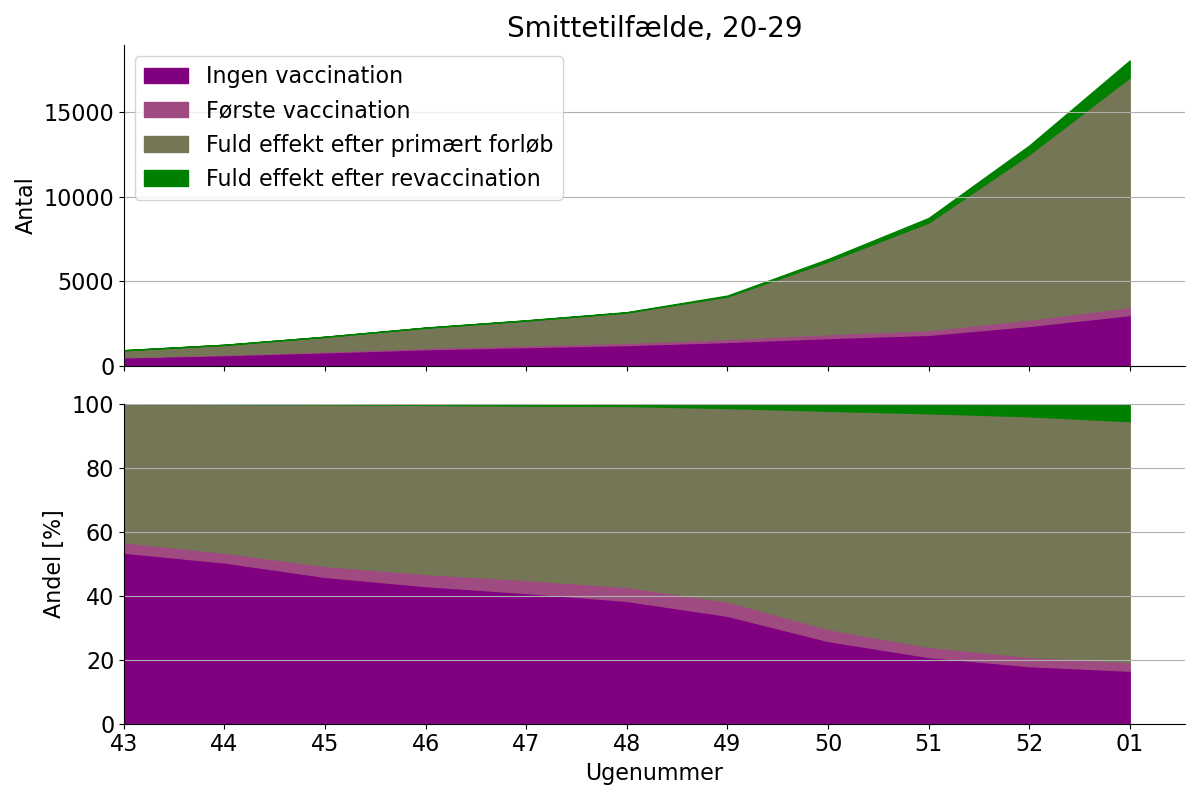 Smittetilfælde, 20-29
Ingen vaccination
Første vaccination
Fuld effekt efter primært forløb
Fuld effekt efter revaccination
Antal
15000
10000
5000
0
Andel [%]
100
80
60
40
20
0
43 44 45 46 47 48 49 50 51 52 01
Ugenummer